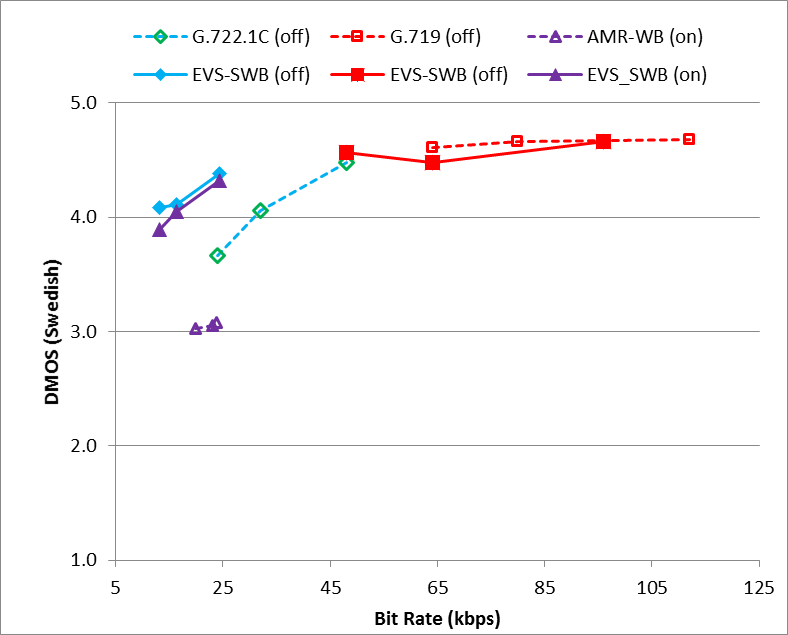 G.722.1C (off) G.719 (off) AMR-WB (on)
EVS-SWB (off) EVS-SWB (off) EVS_SWB (on)
5.0
4.0
3.0
2.0
1.0
DMOS (Swedish)
5 25 45 65 85 105 125
Bit Rate (kbps)